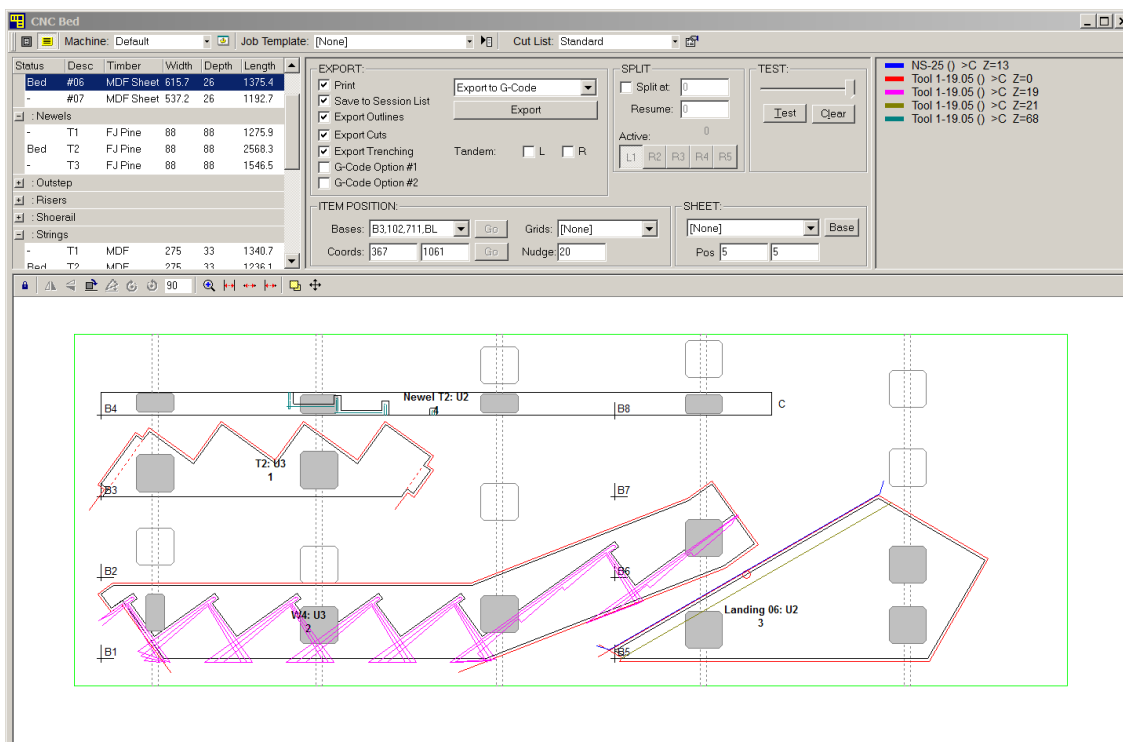 CNC Bed
Machine: Default Job Template: [None] Cut List: Standard
Status Desc Timber Width Depth Length
Bed #06 MDF Sheet 615.7 26 1375.4
- #07 MDF Sheet 537.2 26 1192.7
: Newels
- T1 FJ Pine 88 88 1275.9
Bed T2 FJ Pine 88 88 2568.3
- T3 FJ Pine 88 88 1546.5
: Outstep
: Risers
: Shoerail
: Strings
- T1 MDF 275 33 1340.7
Bed T2 MDF 275 33 1236.1
EXPORT:
Print
Save to Session List
Export Outlines
Export Cuts
Export Trenching
G-Code Option #1
G-Code Option #2
Export to G-Code
Export
Tandem: L R
SPLIT
Split at: 0
Resume: 0
Active: 0
L1 R2 R3 R4 R5
TEST:
Test Clear
ITEM POSITION:
Bases: B3,102,711,BL Go Grids: [None]
Coords: 367 1061 Go Nudge: 20
SHEET:
[None] Base
Pos 5 5
NS-25 () >C Z=13
Tool 1-19.05 () >C Z=0
Tool 1-19.05 () >C Z=19
Tool 1-19.05 () >C Z=21
Tool 1-19.05 () >C Z=68
90
B4
Newel T2: U2
4
B8
C
T2: U3
1
B3
B7
B2
B6
W4: U3
2
Landing 06: U2
3
B1
B5